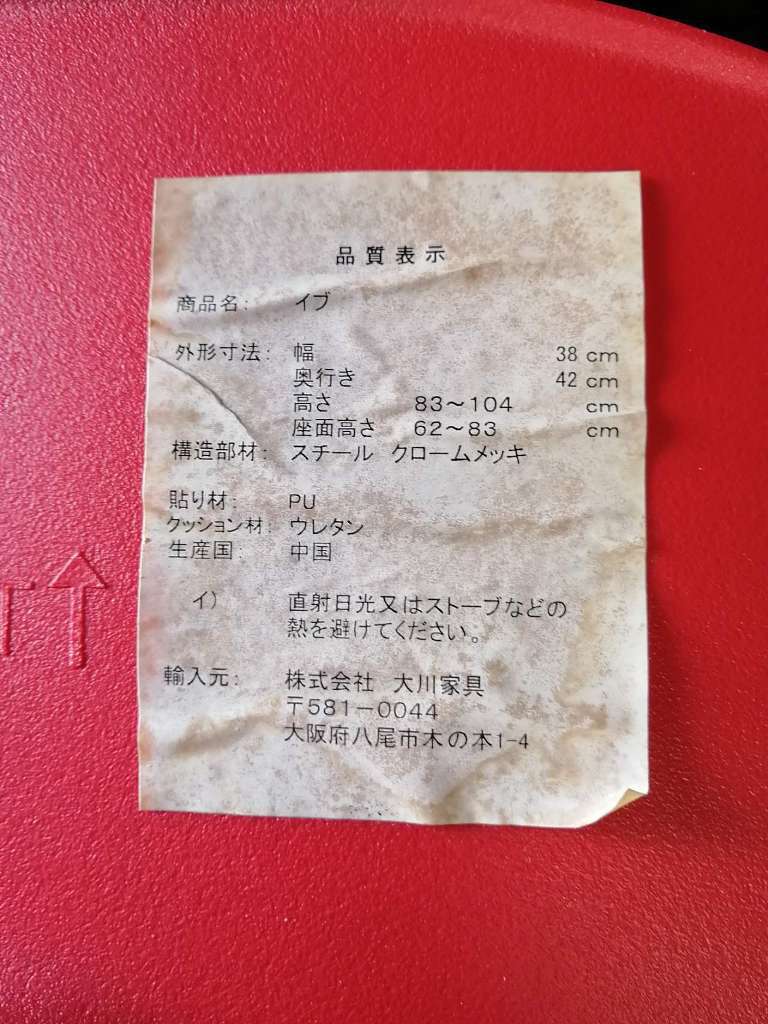 品質表示
商品名: イブ
外形寸法: 幅 38 cm
奥行き 42 cm
高さ 83〜104 cm
座面高さ 62〜83 cm
構造部材: スチール クロームメッキ
貼り材: PU
クッション材: ウレタン
生産国: 中国
イ) 直射日光又はストーブなどの
熱を避けてください。
輸入元: 株式会社 大川家具
〒581-0044
大阪府八尾市木の本1-4